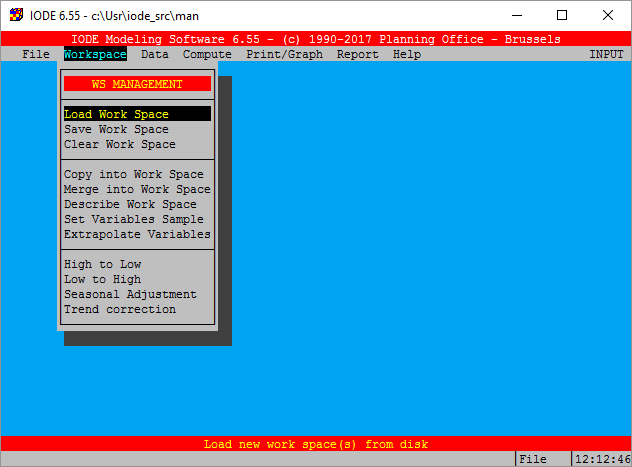 IODE 6.55 - c:\Usr\iode_src\man
IODE Modeling Software 6.55 - (c) 1990-2017 Planning Office - Brussels
File Workspace Data Compute Print/Graph Report Help INPUT
WS MANAGEMENT
Load Work Space
Save Work Space
Clear Work Space
Copy into Work Space
Merge into Work Space
Describe Work Space
Set Variables Sample
Extrapolate Variables
High to Low
Low to High
Seasonal Adjustment
Trend correction
Load new work space(s) from disk
File 12:12:46